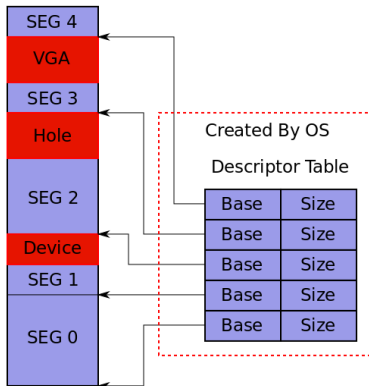 SEG 4
VGA
SEG 3
Hole
SEG 2
Device
SEG 1
SEG 0
Created By OS
Descriptor Table
Base Size
Base Size
Base Size
Base Size
Base Size